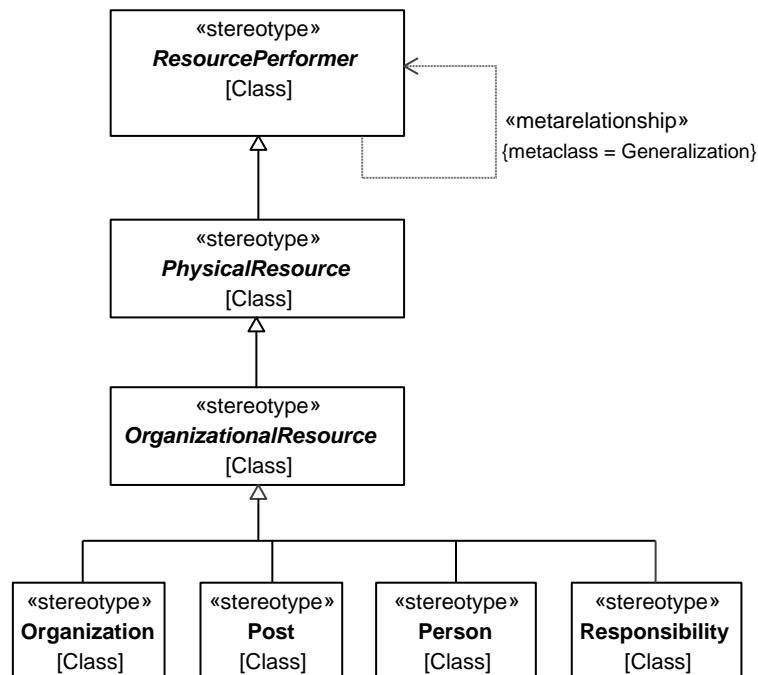 «stereotype»
ResourcePerformer
[Class]
«metarelationship»
{metaclass = Generalization}
«stereotype»
PhysicalResource
[Class]
«stereotype»
OrganizationalResource
[Class]
«stereotype»
Organization
[Class]
«stereotype»
Post
[Class]
«stereotype»
Person
[Class]
«stereotype»
Responsibility
[Class]